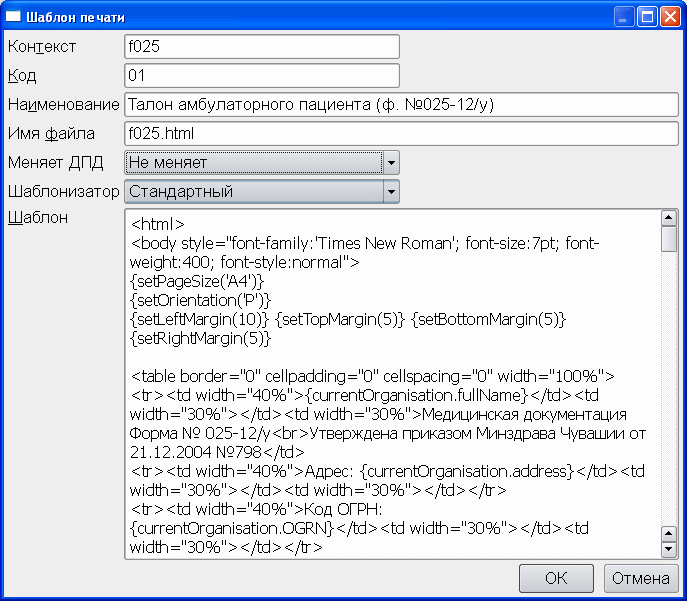 Шаблон печати
Контекст f025
Код 01
Наименование Талон амбулаторного пациента (ф. №025-12/у)
Имя файла f025.html
Меняет ДПД Не меняет
Шаблонизатор Стандартный
Шаблон
<html>
<body style="font-family:'Times New Roman'; font-size:7pt; font-
weight:400; font-style:normal">
{setPageSize('A4')}
{setOrientation('P')}
{setLeftMargin(10)} {setTopMargin(5)} {setBottomMargin(5)}
{setRightMargin(5)}
<table border="0" cellpadding="0" cellspacing="0" width="100%">
<tr><td width="40%">{currentOrganisation.fullName}</td><td
width="30%"></td><td width="30%">Медицинская документация
Форма № 025-12/у<br>Утверждена приказом Минздрава Чувашии от
21.12.2004 №798</td>
<tr><td width="40%">Адрес: {currentOrganisation.address}</td><td
width="30%"></td><td width="30%"></td></tr>
<tr><td width="40%">Код ОГРН:
{currentOrganisation.OGRN}</td><td width="30%"></td><td
width="30%"></td></tr>
ОК Отмена